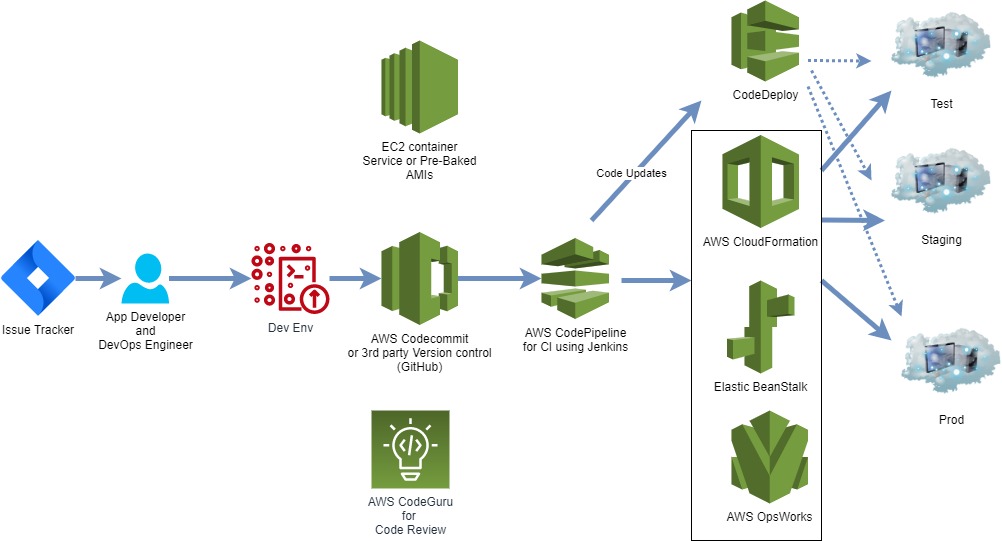 CodeDeploy
Test
EC2 container
Service or Pre-Baked
AMIs
Code Updates
AWS CloudFormation
Staging
Issue Tracker
App Developer
and
DevOps Engineer
Dev Env
AWS Codecommit
or 3rd party Version control
(GitHub)
AWS CodePipeline
for CI using Jenkins
Elastic BeanStalk
Prod
AWS CodeGuru
for
Code Review
AWS OpsWorks